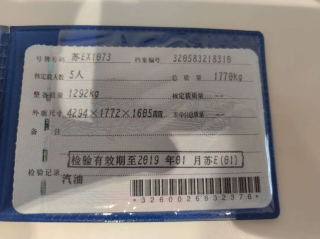 号牌号码 苏EX1073 档案编号 320583218310
核定载人数 5人 总质量 1770kg
整备质量 1292kg 核定载质量 --
外廓尺寸 4294×1772×1605mm 准牵引总质量 --
备注
检验有效期至2019年01月苏E(01)
检验记录 汽油
*3260026932376*